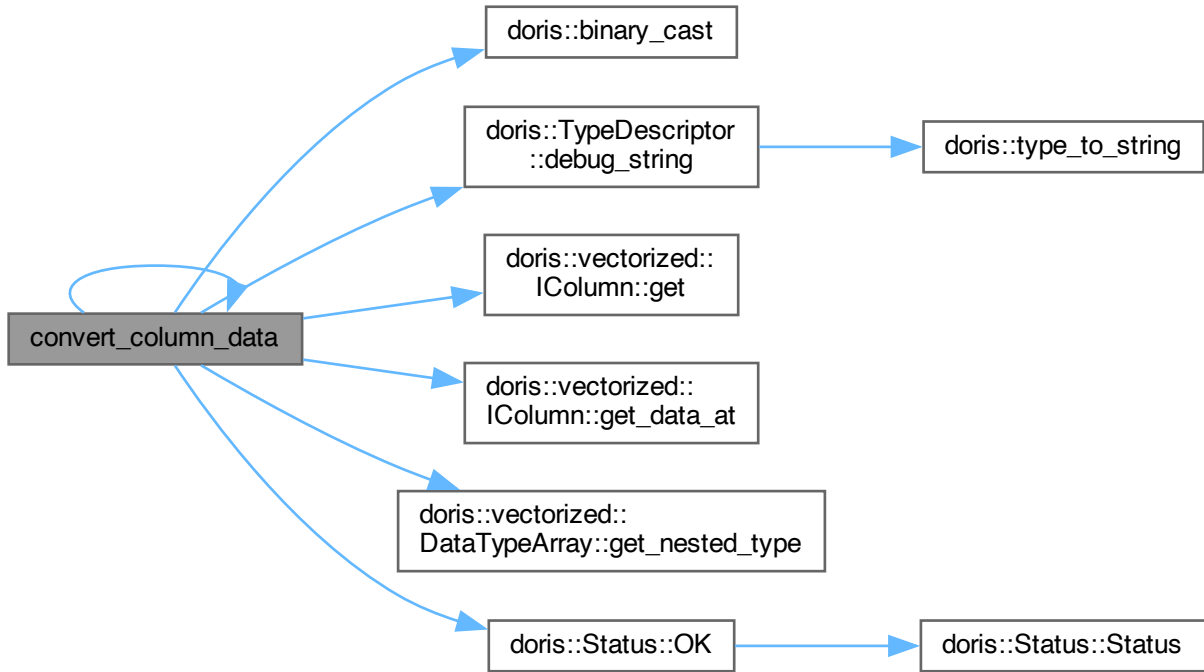 doris::binary_cast
doris::TypeDescriptor
::debug_string
doris::type_to_string
doris::vectorized::
IColumn::get
convert_column_data
doris::vectorized::
IColumn::get_data_at
doris::vectorized::
DataTypeArray::get_nested_type
doris::Status::OK
doris::Status::Status